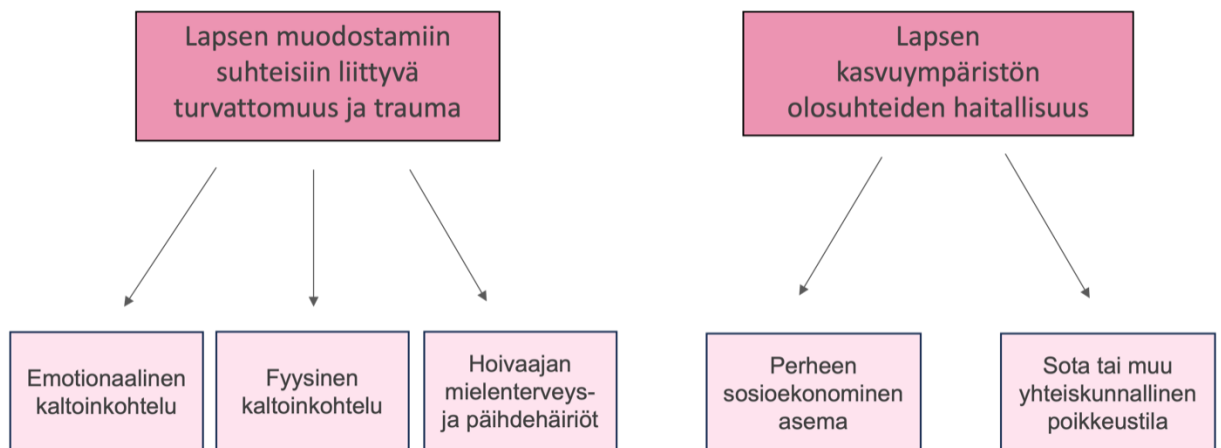 Lapsen muodostamiin
suhteisiin liittyvä
turvattomuus ja trauma
Lapsen
kasvuympäristön
olosuhteiden haitallisuus
Emotionaalinen
kaltoinkohtelu
Fyysinen
kaltoinkohtelu
Hoivaajan
mielenterveys-
ja päihdehäiriöt
Perheen
sosioekonominen
asema
Sota tai muu
yhteiskunnallinen
poikkeustila